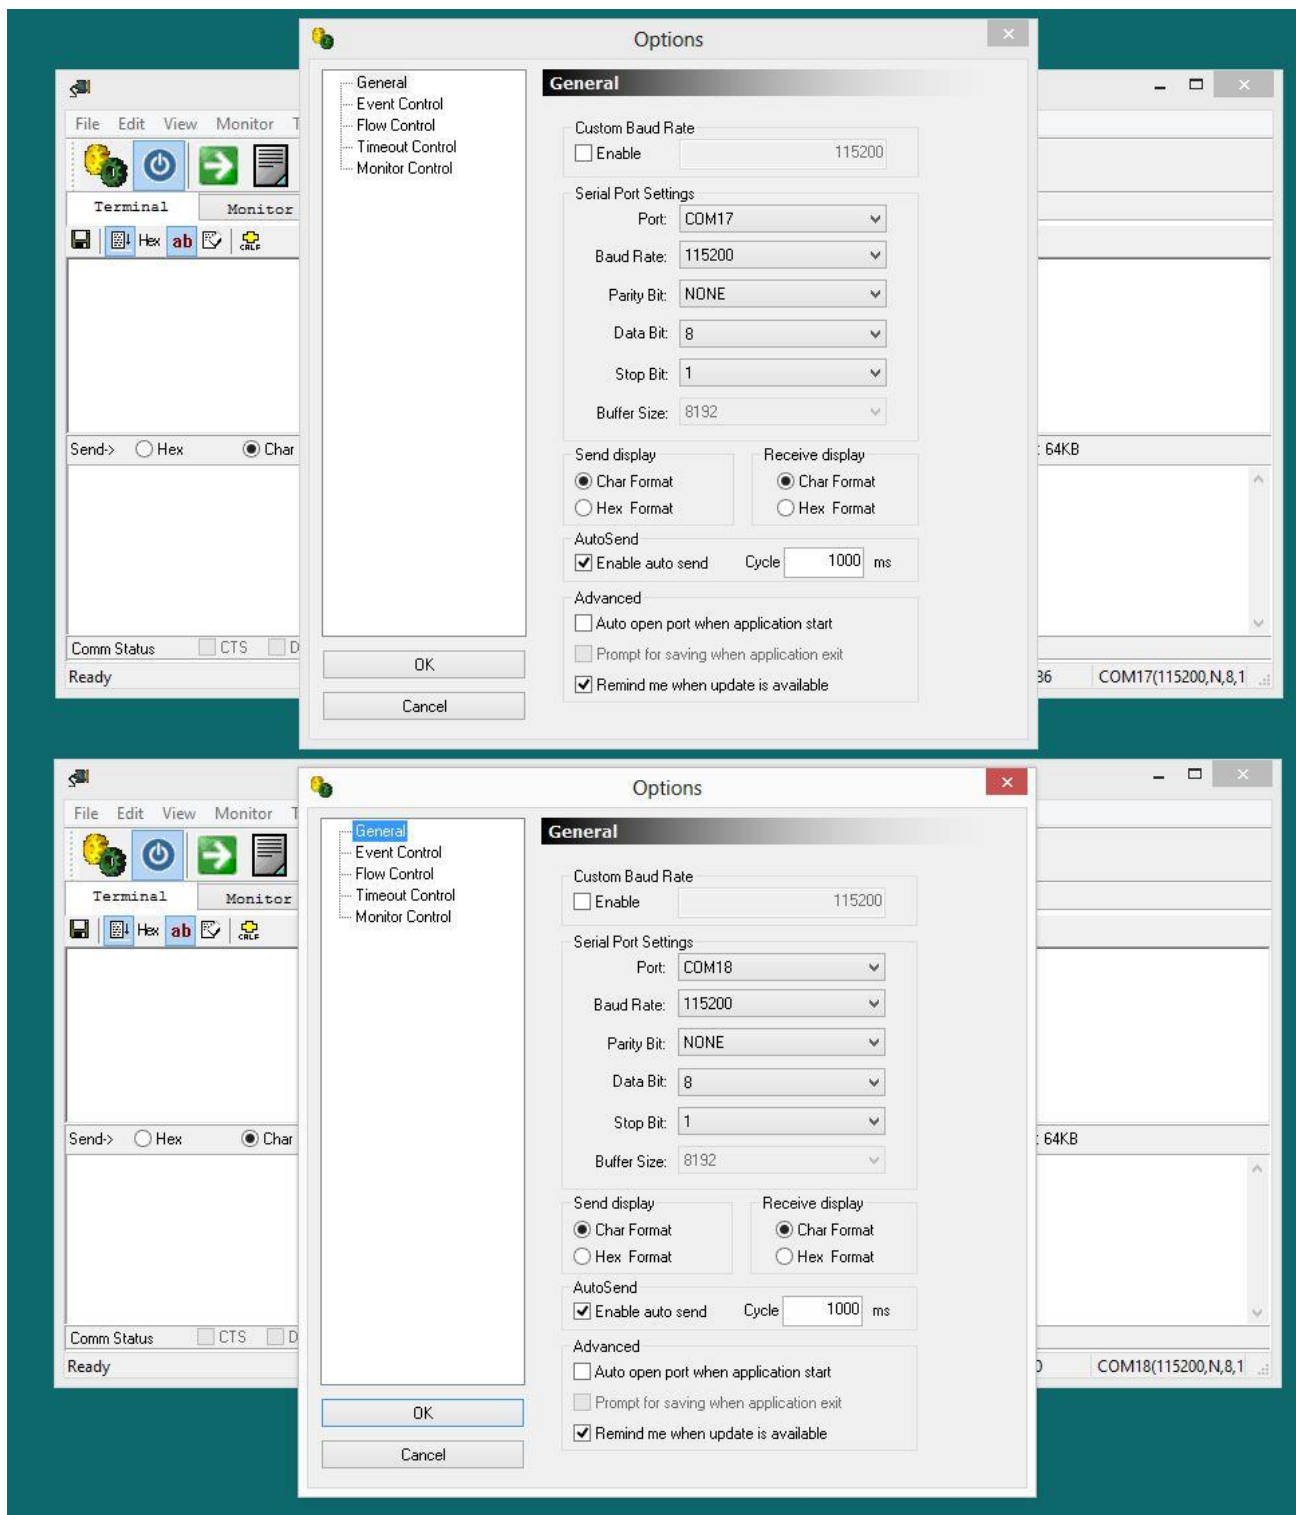 Options
General
Event Control
Flow Control
Timeout Control
Monitor Control
OK
Cancel
General
Custom Baud Rate
Enable 115200
Serial Port Settings
Port: COM17
Baud Rate: 115200
Parity Bit: NONE
Data Bit: 8
Stop Bit: 1
Buffer Size: 8192
Send display Receive display
Char Format Char Format
Hex Format Hex Format
AutoSend
Enable auto send Cycle 1000 ms
Advanced
Auto open port when application start
Prompt for saving when application exit
Remind me when update is available
File Edit View Monitor T
Terminal Monitor
Hex ab CRLF
Send-> Hex Char : 64KB
Comm Status CTS D
Ready 36 COM17(115200,N,8,1
Options
General
Event Control
Flow Control
Timeout Control
Monitor Control
OK
Cancel
General
Custom Baud Rate
Enable 115200
Serial Port Settings
Port: COM18
Baud Rate: 115200
Parity Bit: NONE
Data Bit: 8
Stop Bit: 1
Buffer Size: 8192
Send display Receive display
Char Format Char Format
Hex Format Hex Format
AutoSend
Enable auto send Cycle 1000 ms
Advanced
Auto open port when application start
Prompt for saving when application exit
Remind me when update is available
File Edit View Monitor T
Terminal Monitor
Hex ab CRLF
Send-> Hex Char : 64KB
Comm Status CTS D
Ready 0 COM18(115200,N,8,1